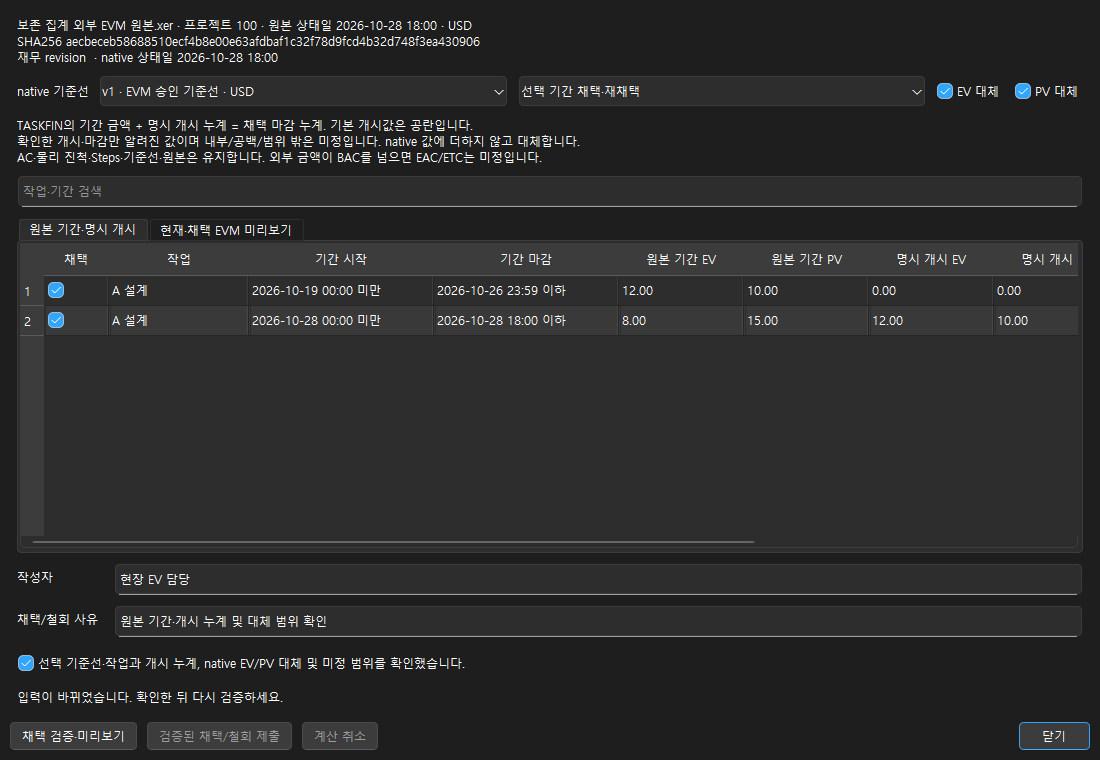 보존 집계 외부 EVM 원본.xer · 프로젝트 100 · 원본 상태일 2026-10-28 18:00 · USD
SHA256 aecbeceb58688510ecf4b8e00e63afdbaf1c32f78d9fcd4b32d748f3ea430906
재무 revision · native 상태일 2026-10-28 18:00
native 기준선 v1 · EVM 승인 기준선 · USD 선택 기간 채택·재채택 EV 대체 PV 대체
TASKFIN의 기간 금액 + 명시 개시 누계 = 채택 마감 누계. 기본 개시값은 공란입니다.
확인한 개시·마감만 알려진 값이며 내부/공백/범위 밖은 미정입니다. native 값에 더하지 않고 대체합니다.
AC·물리 진척·Steps·기준선·원본은 유지합니다. 외부 금액이 BAC를 넘으면 EAC/ETC는 미정입니다.
작업·기간 검색
원본 기간·명시 개시 현재·채택 EVM 미리보기
채택 작업 기간 시작 기간 마감 원본 기간 EV 원본 기간 PV 명시 개시 EV 명시 개시
1 A 설계 2026-10-19 00:00 미만 2026-10-26 23:59 이하 12.00 10.00 0.00 0.00
2 A 설계 2026-10-28 00:00 미만 2026-10-28 18:00 이하 8.00 15.00 12.00 10.00
작성자 현장 EV 담당
채택/철회 사유 원본 기간·개시 누계 및 대체 범위 확인
선택 기준선·작업과 개시 누계, native EV/PV 대체 및 미정 범위를 확인했습니다.
입력이 바뀌었습니다. 확인한 뒤 다시 검증하세요.
채택 검증·미리보기 검증된 채택/철회 제출 계산 취소 닫기